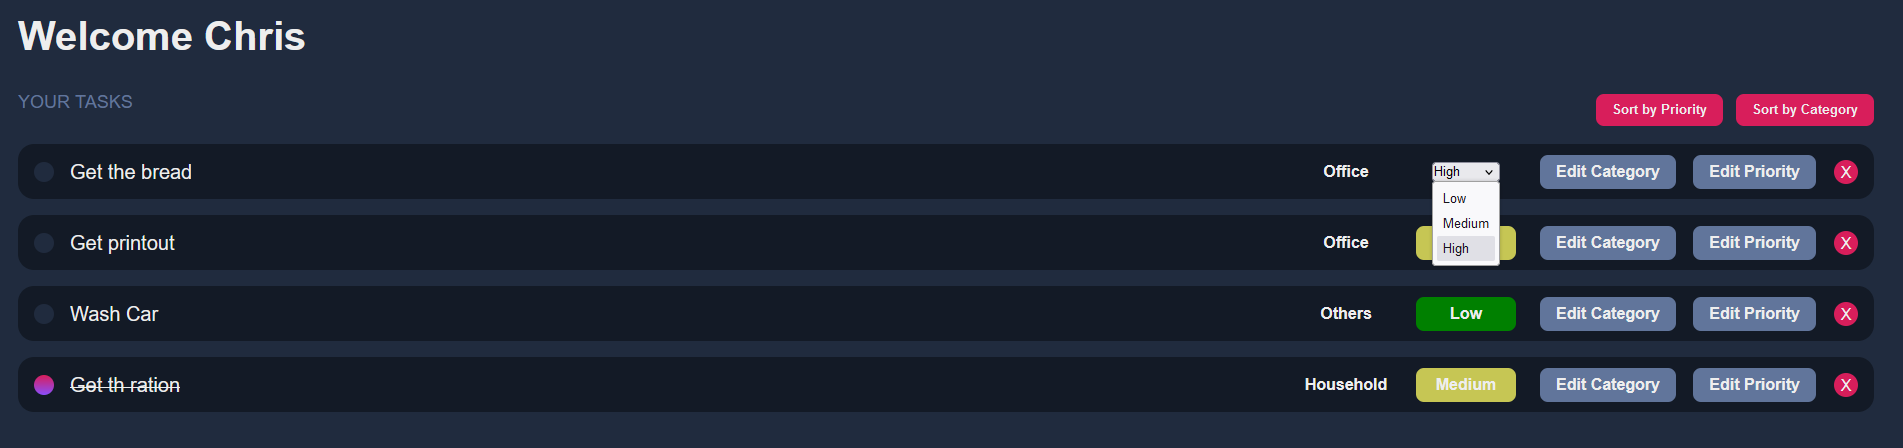 Welcome Chris
YOUR TASKS
Sort by Priority Sort by Category
Get the bread Office High Edit Category Edit Priority X
Low
Medium
High
Get printout Office Edit Category Edit Priority X
Wash Car Others Low Edit Category Edit Priority X
Get th ration Household Medium Edit Category Edit Priority X